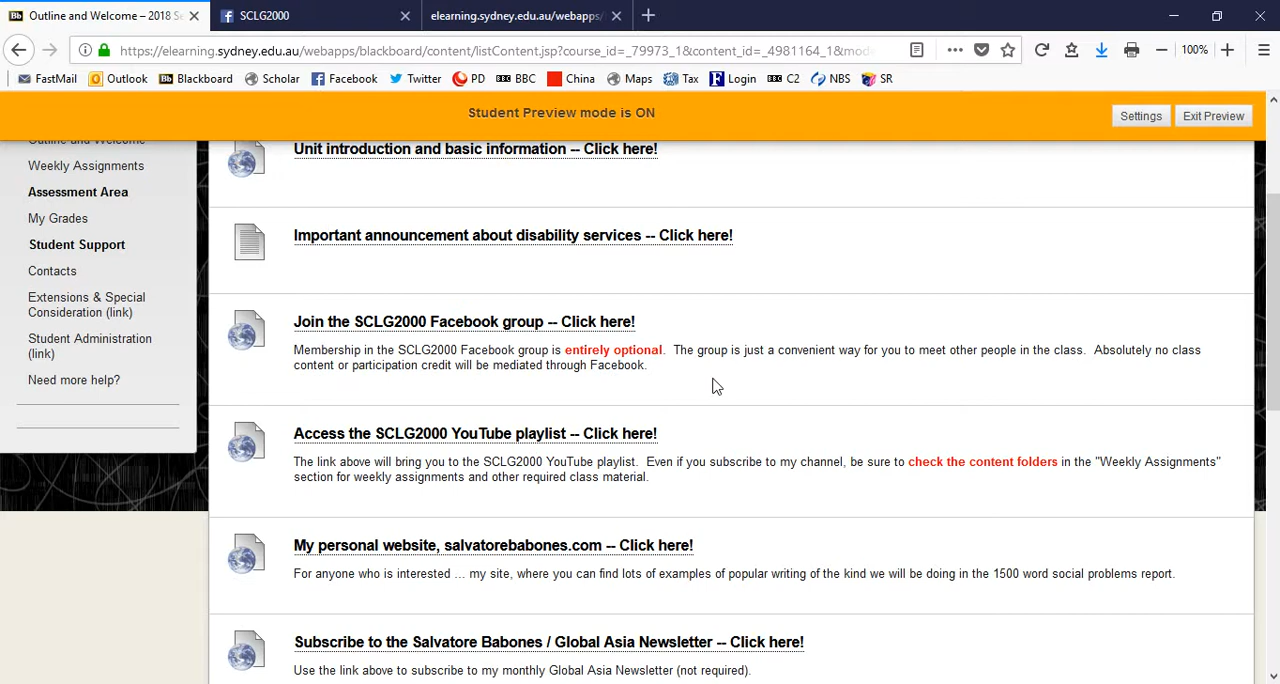 Outline and Welcome – 2018 Se
SCLG2000
elearning.sydney.edu.au/webapps/
https://elearning.sydney.edu.au/webapps/blackboard/content/listContent.jsp?course_id=_79973_1&content_id=_4981164_1&mod
100%
FastMail Outlook Blackboard Scholar Facebook Twitter PD BBC China Maps Tax Login C2 NBS SR
Student Preview mode is ON
Settings Exit Preview
Outline and Welcome
Weekly Assignments
Assessment Area
My Grades
Student Support
Contacts
Extensions & Special
Consideration (link)
Student Administration
(link)
Need more help?
Unit introduction and basic information -- Click here!
Important announcement about disability services -- Click here!
Join the SCLG2000 Facebook group -- Click here!
Membership in the SCLG2000 Facebook group is entirely optional. The group is just a convenient way for you to meet other people in the class. Absolutely no class
content or participation credit will be mediated through Facebook.
Access the SCLG2000 YouTube playlist -- Click here!
The link above will bring you to the SCLG2000 YouTube playlist. Even if you subscribe to my channel, be sure to check the content folders in the "Weekly Assignments"
section for weekly assignments and other required class material.
My personal website, salvatorebabones.com -- Click here!
For anyone who is interested ... my site, where you can find lots of examples of popular writing of the kind we will be doing in the 1500 word social problems report.
Subscribe to the Salvatore Babones / Global Asia Newsletter -- Click here!
Use the link above to subscribe to my monthly Global Asia Newsletter (not required).